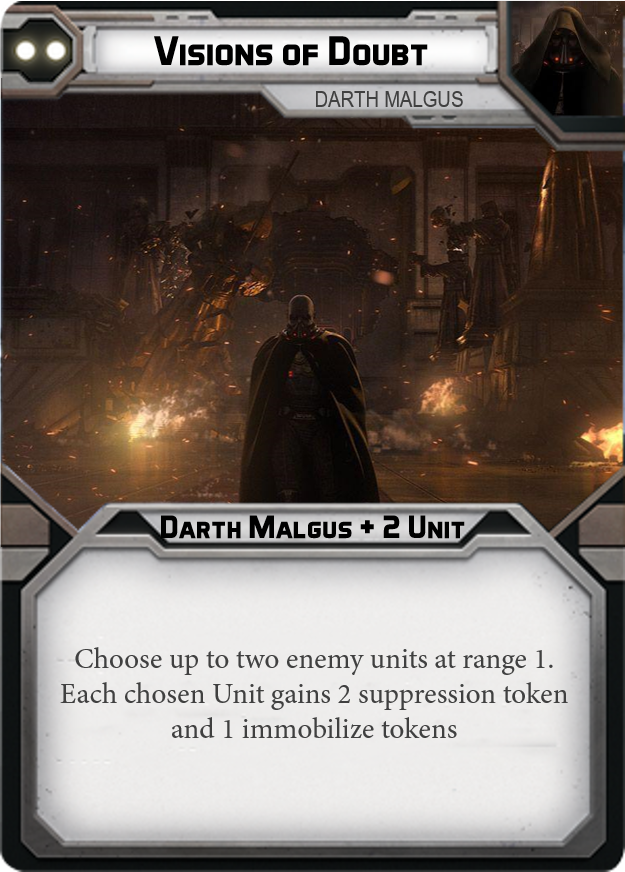 Visions of Doubt
DARTH MALGUS
Darth Malgus + 2 Unit
Choose up to two enemy units at range 1.
Each chosen Unit gains 2 suppression token
and 1 immobilize tokens